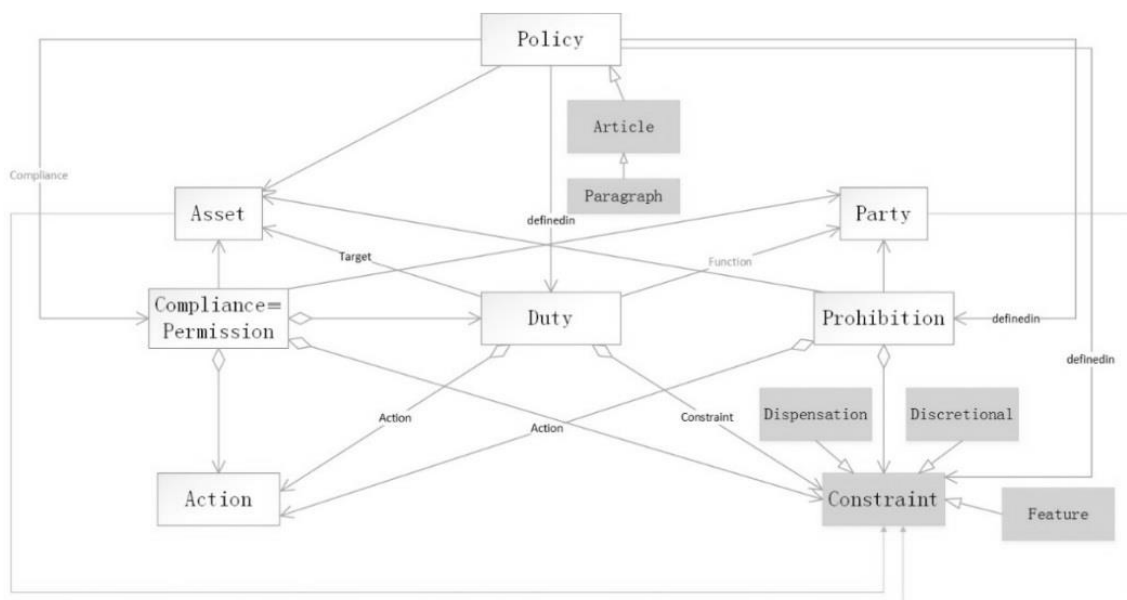 Policy
Article
Compliance
Paragraph
Asset
Party
definedin
Target
Function
Compliance=
Permission
Duty
Prohibition
definedin
definedin
Dispensation
Discretional
Action
Action
Constraint
Action
Constraint
Feature